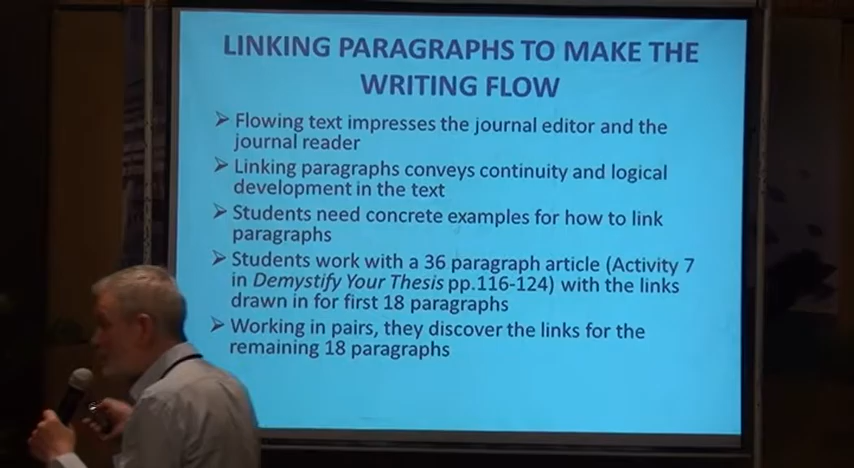 LINKING PARAGRAPHS TO MAKE THE
WRITING FLOW
➢ Flowing text impresses the journal editor and the
journal reader
➢ Linking paragraphs conveys continuity and logical
development in the text
➢ Students need concrete examples for how to link
paragraphs
➢ Students work with a 36 paragraph article (Activity 7
in Demystify Your Thesis pp.116-124) with the links
drawn in for first 18 paragraphs
➢ Working in pairs, they discover the links for the
remaining 18 paragraphs